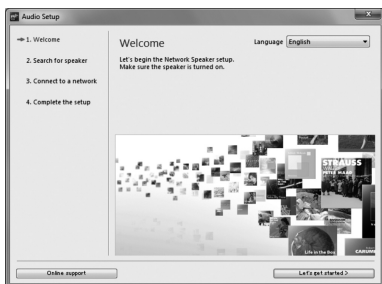 Audio Setup
1. Welcome
2. Search for speaker
3. Connect to a network
4. Complete the setup
Welcome
Language English
Let's begin the Network Speaker setup.
Make sure the speaker is turned on.
STRAUSS
PETER MAAR
Life in the Box
Online support
Let's get started >